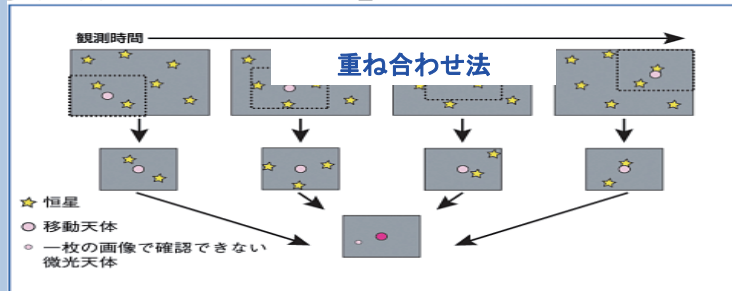 観測時間
重ね合わせ法
恒星
移動天体
一枚の画像で確認できない
微光天体